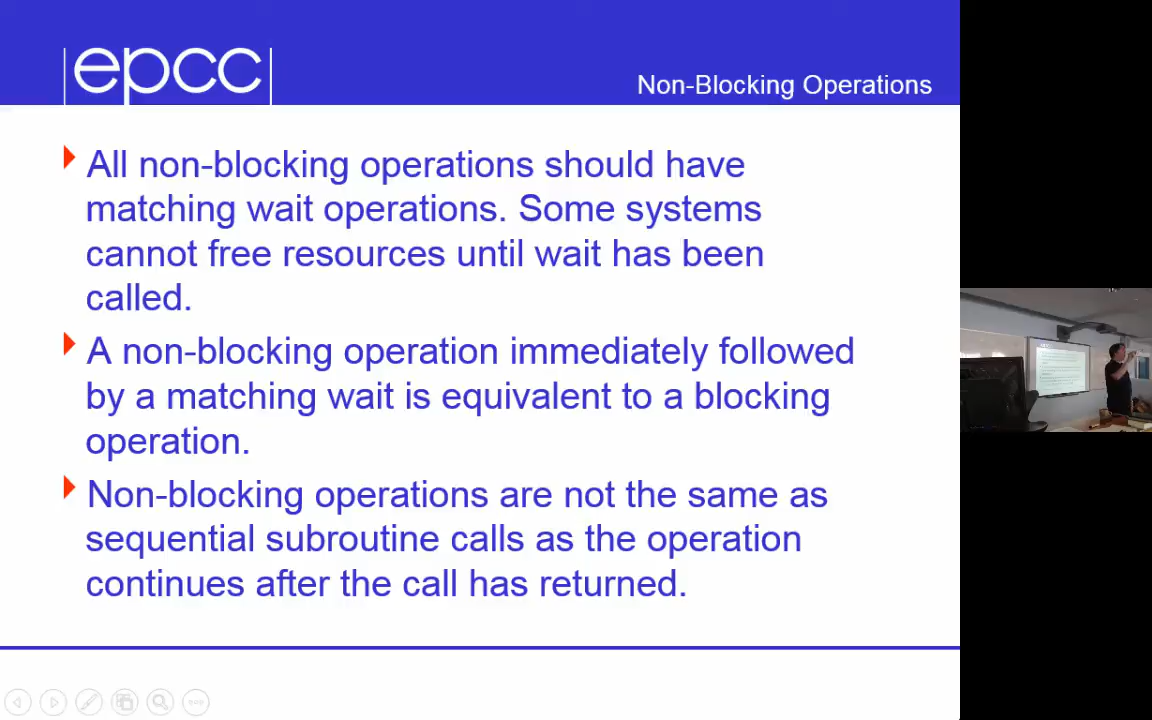 epcc
Non-Blocking Operations
All non-blocking operations should have
matching wait operations. Some systems
cannot free resources until wait has been
called.
A non-blocking operation immediately followed
by a matching wait is equivalent to a blocking
operation.
Non-blocking operations are not the same as
sequential subroutine calls as the operation
continues after the call has returned.